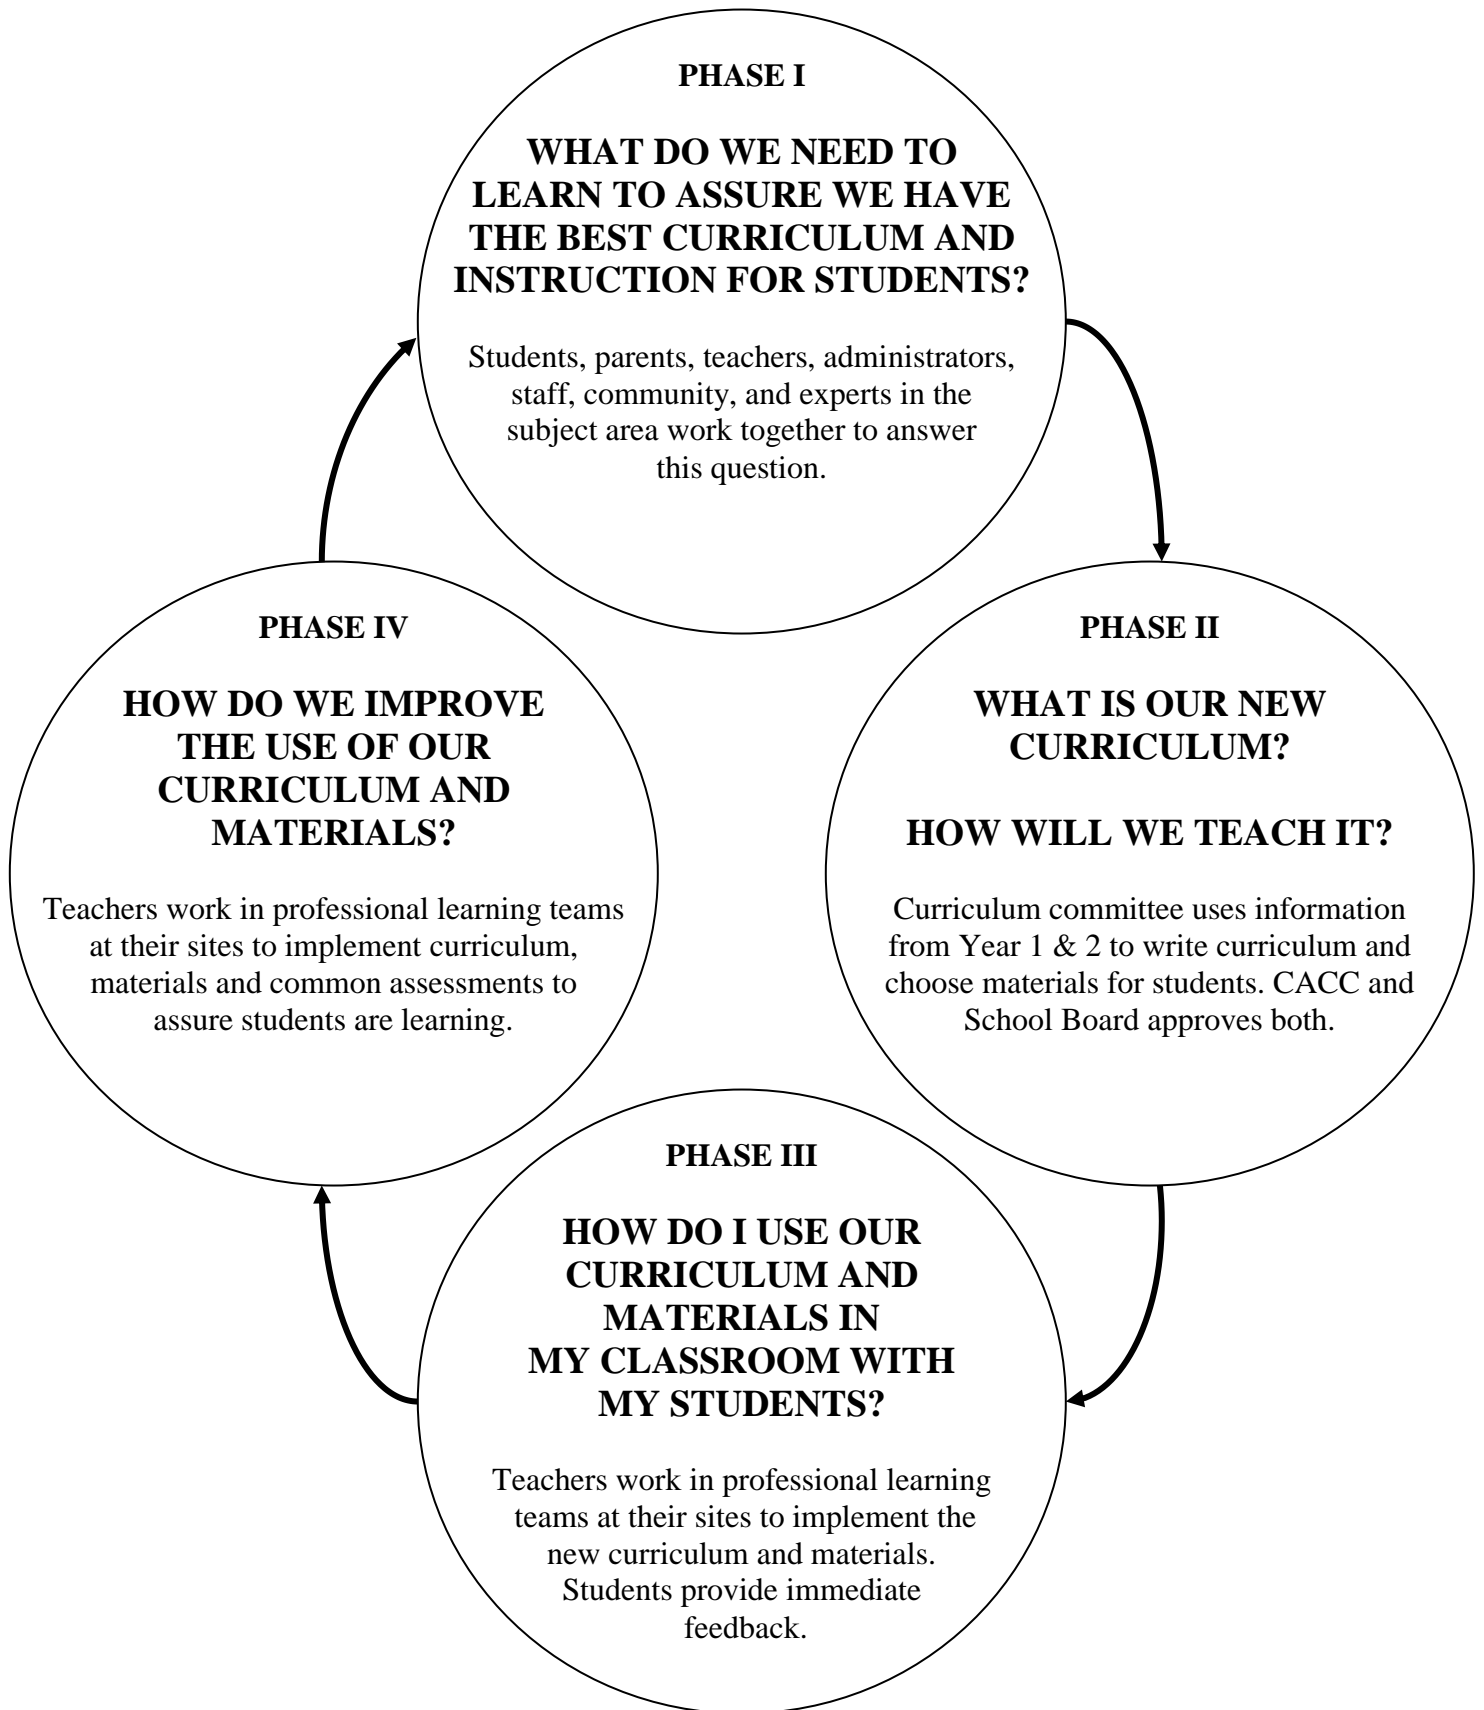 PHASE I
WHAT DO WE NEED TO
LEARN TO ASSURE WE HAVE
THE BEST CURRICULUM AND
INSTRUCTION FOR STUDENTS?
Students, parents, teachers, administrators,
staff, community, and experts in the
subject area work together to answer
this question.
PHASE II
WHAT IS OUR NEW
CURRICULUM?
HOW WILL WE TEACH IT?
Curriculum committee uses information
from Year 1 & 2 to write curriculum and
choose materials for students. CACC and
School Board approves both.
PHASE III
HOW DO I USE OUR
CURRICULUM AND
MATERIALS IN
MY CLASSROOM WITH
MY STUDENTS?
Teachers work in professional learning
teams at their sites to implement the
new curriculum and materials.
Students provide immediate
feedback.
PHASE IV
HOW DO WE IMPROVE
THE USE OF OUR
CURRICULUM AND
MATERIALS?
Teachers work in professional learning teams
at their sites to implement curriculum,
materials and common assessments to
assure students are learning.